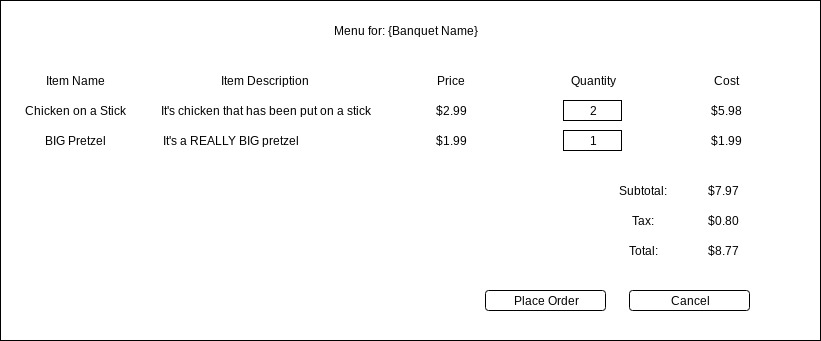 Menu for: {Banquet Name}
Item Name Item Description Price Quantity Cost
Chicken on a Stick It's chicken that has been put on a stick $2.99 2 $5.98
BIG Pretzel It's a REALLY BIG pretzel $1.99 1 $1.99
Subtotal: $7.97
Tax: $0.80
Total: $8.77
Place Order Cancel